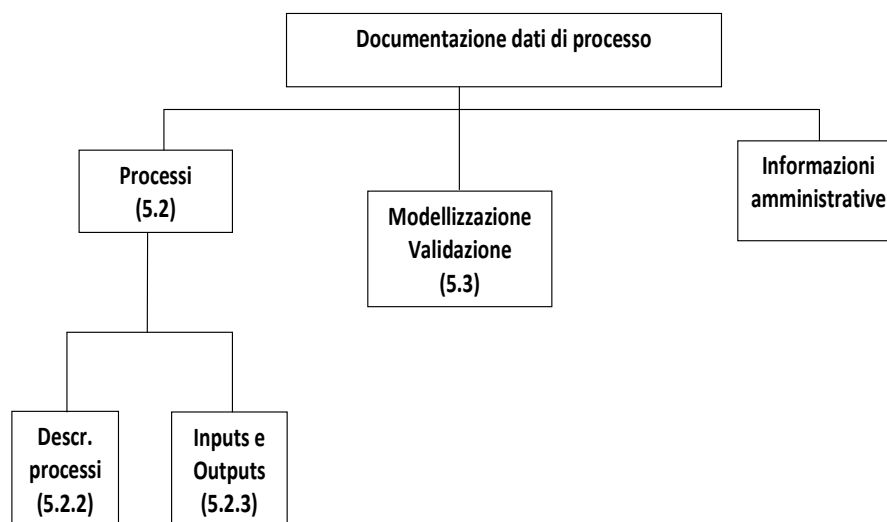 Documentazione dati di processo
Processi
(5.2)
Modellizzazione
Validazione
(5.3)
Informazioni
amministrative
Descr.
processi
(5.2.2)
Inputs e
Outputs
(5.2.3)